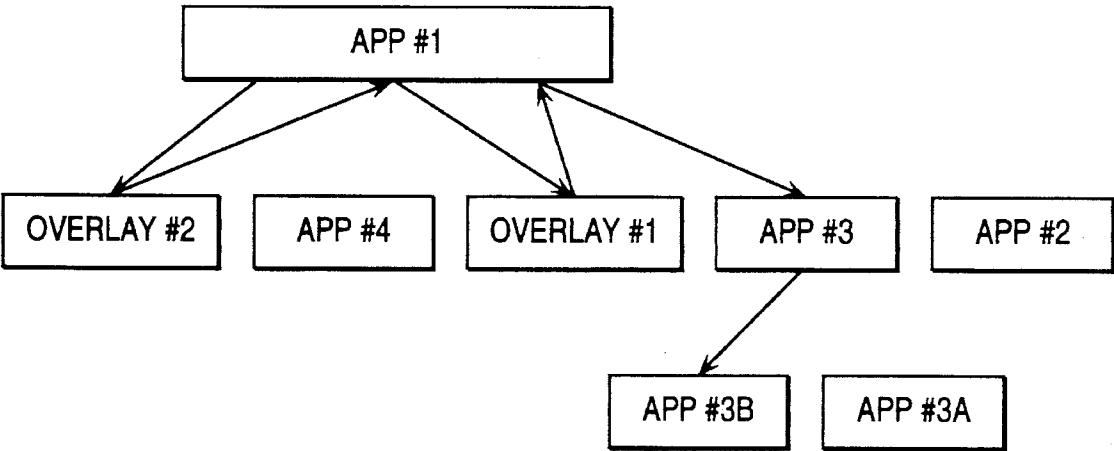 APP #1
OVERLAY #2
APP #4
OVERLAY #1
APP #3
APP #2
APP #3B
APP #3A